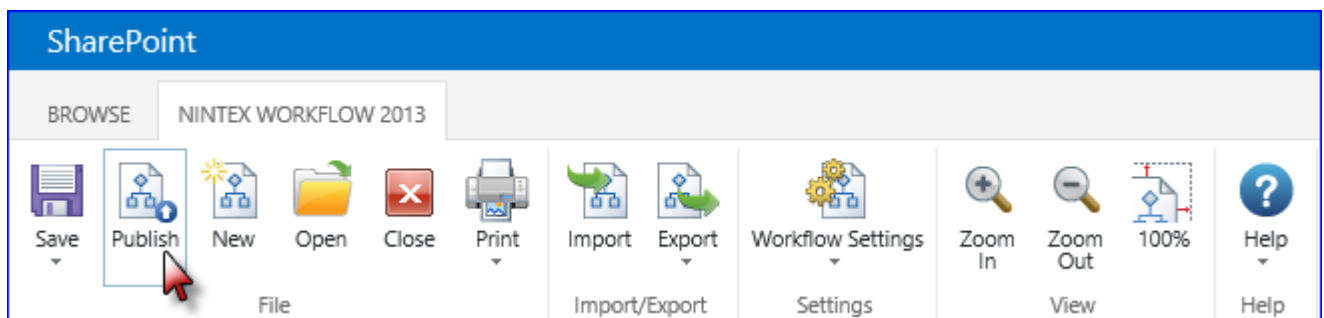 SharePoint
BROWSE NINTEX WORKFLOW 2013
Save Publish New Open Close Print Import Export Workflow Settings Zoom In Zoom Out 100% Help
File Import/Export Settings View Help